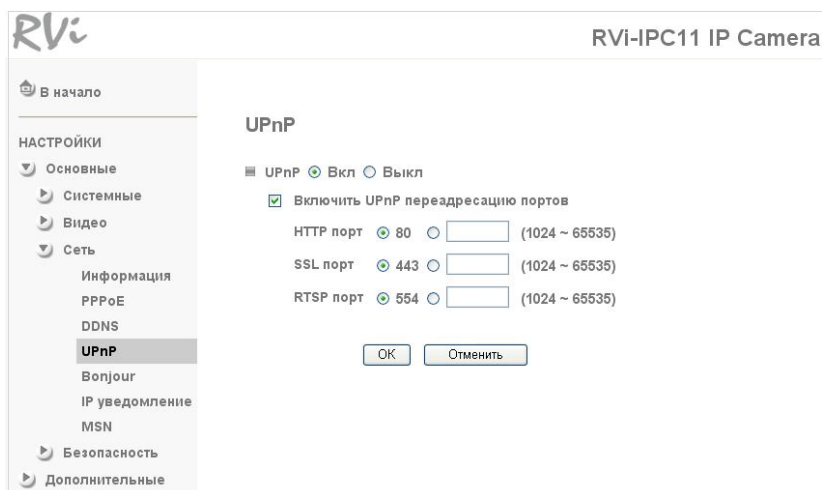 RVi
RVi-IPC11 IP Camera
В начало
НАСТРОЙКИ
Основные
Системные
Видео
Сеть
Информация
PPPoE
DDNS
UPnP
Bonjour
IP уведомление
MSN
Безопасность
Дополнительные
UPnP
UPnP Вкл Выкл
Включить UPnP переадресацию портов
HTTP порт 80 (1024 ~ 65535)
SSL порт 443 (1024 ~ 65535)
RTSP порт 554 (1024 ~ 65535)
OK Отменить